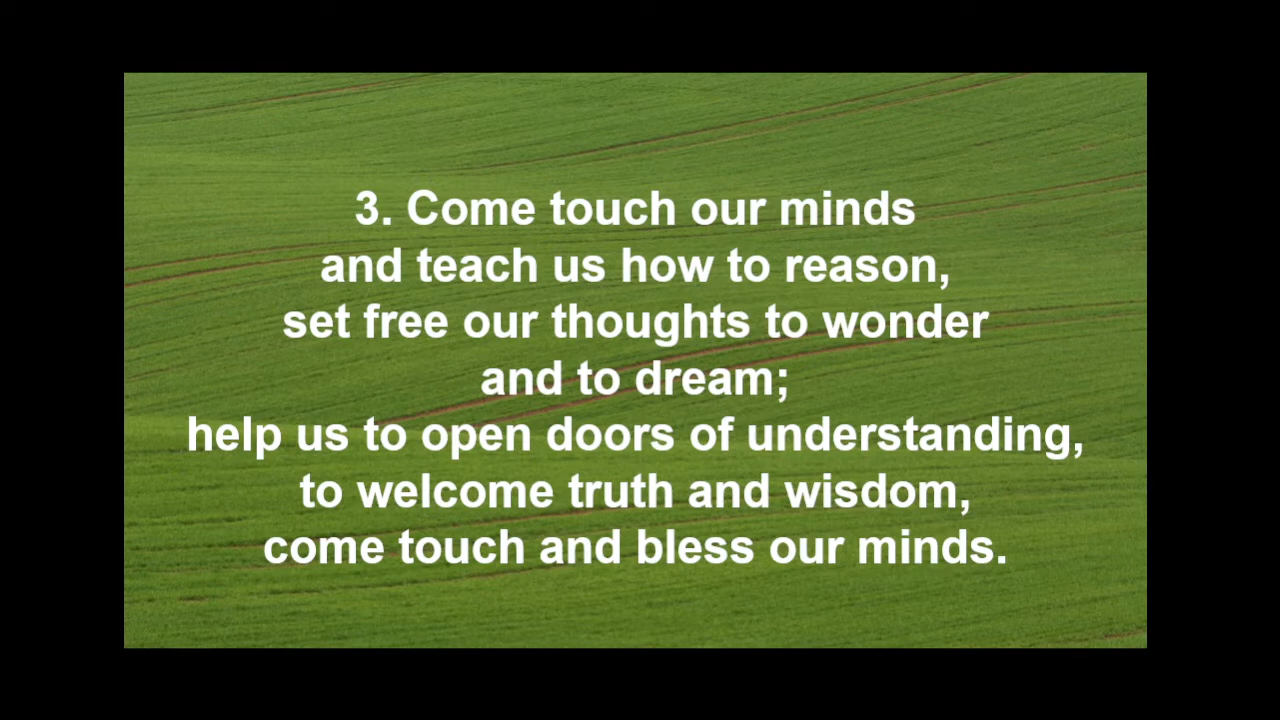 3. Come touch our minds
and teach us how to reason,
set free our thoughts to wonder
and to dream;
help us to open doors of understanding,
to welcome truth and wisdom,
come touch and bless our minds.